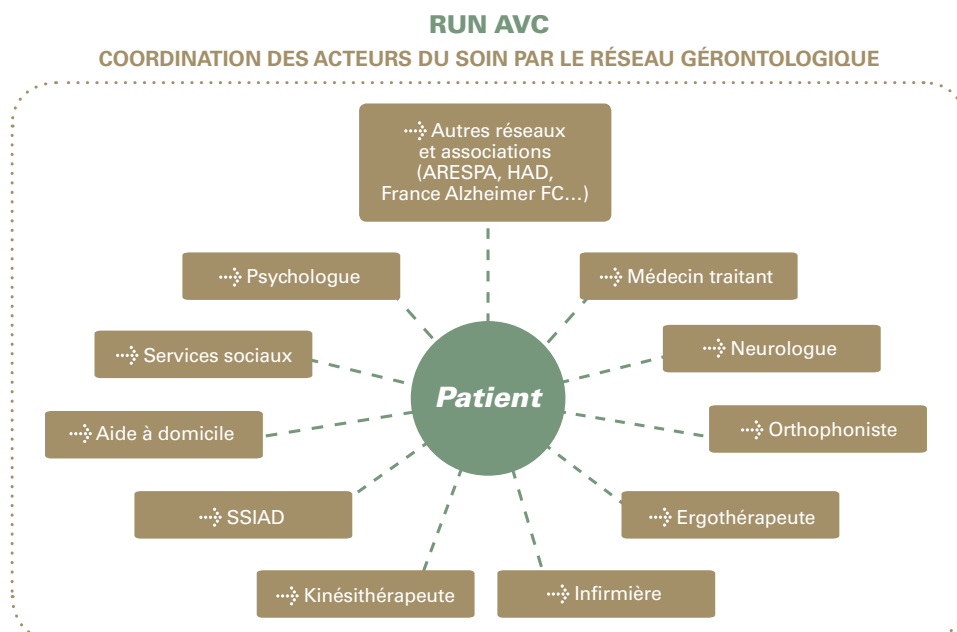 RUN AVC
COORDINATION DES ACTEURS DU SOIN PAR LE RÉSEAU GÉRONTOLOGIQUE
Autres réseaux
et associations
(ARESPA, HAD,
France Alzheimer FC...)
Psychologue
Médecin traitant
Services sociaux
Neurologue
Patient
Aide à domicile
Orthophoniste
SSIAD
Ergothérapeute
Kinésithérapeute
Infirmière